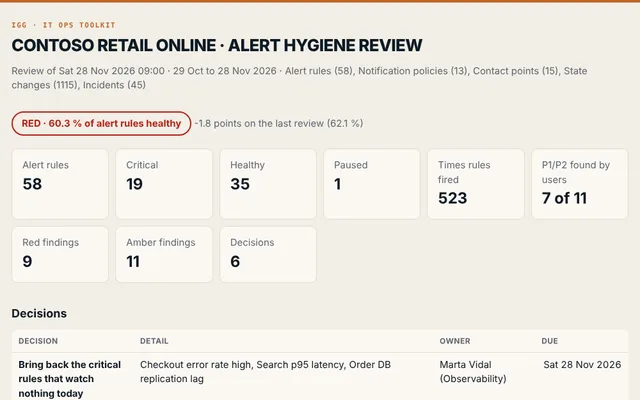 IGG · IT OPS TOOLKIT
CONTOSO RETAIL ONLINE · ALERT HYGIENE REVIEW
Review of Sat 28 Nov 2026 09:00 · 29 Oct to 28 Nov 2026 · Alert rules (58), Notification policies (13), Contact points (15), State
changes (1115), Incidents (45)
RED · 60.3 % of alert rules healthy -1.8 points on the last review (62.1 %)
Alert rules
58
Critical
19
Healthy
35
Paused
1
Times rules
fired
523
P1/P2 found by
users
7 of 11
Red findings
9
Amber findings
11
Decisions
6
Decisions
DECISION DETAIL OWNER DUE
Bring back the critical
rules that watch
nothing today
Checkout error rate high, Search p95 latency, Order DB
replication lag
Marta Vidal
(Observability)
Sat 28 Nov 2026